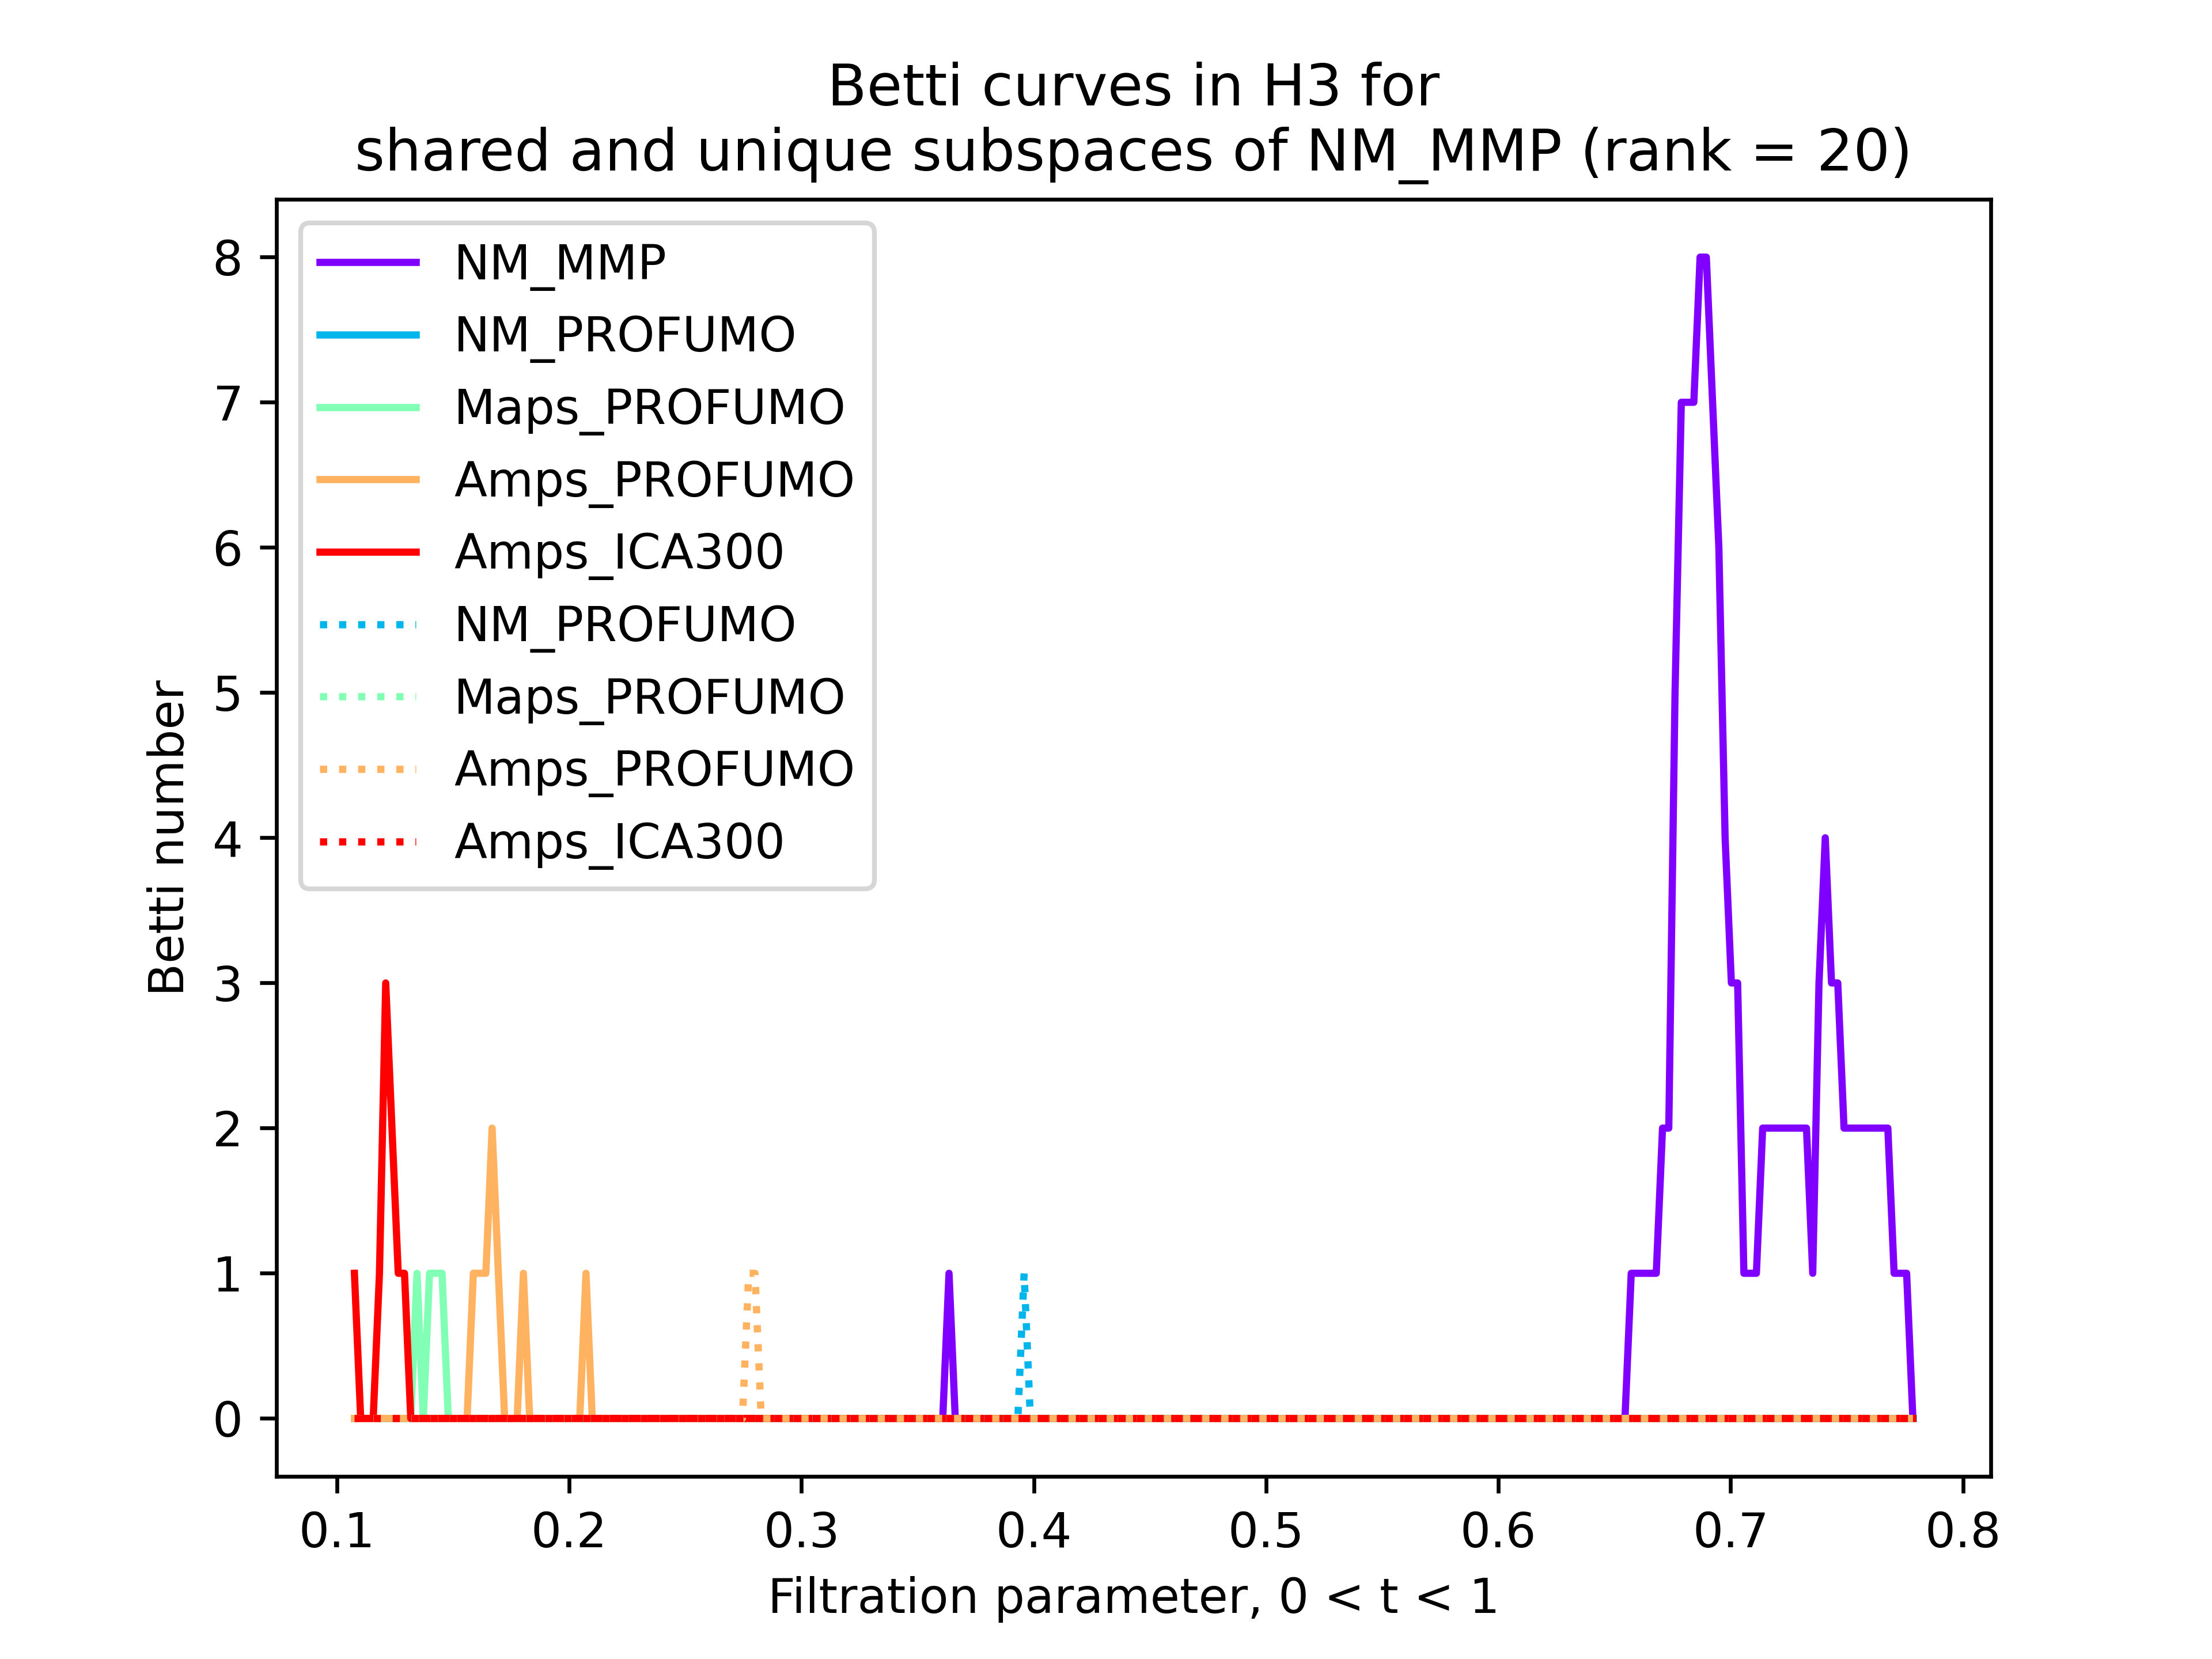 Betti curves in H3 for
shared and unique subspaces of NM_MMP (rank = 20)
NM_MMP
NM_PROFUMO
Maps_PROFUMO
Amps_PROFUMO
Amps_ICA300
NM_PROFUMO
Maps_PROFUMO
Amps_PROFUMO
Amps_ICA300
Betti number
8
7
6
5
4
3
2
1
0
0.1 0.2 0.3 0.4 0.5 0.6 0.7 0.8
Filtration parameter, 0 < t < 1